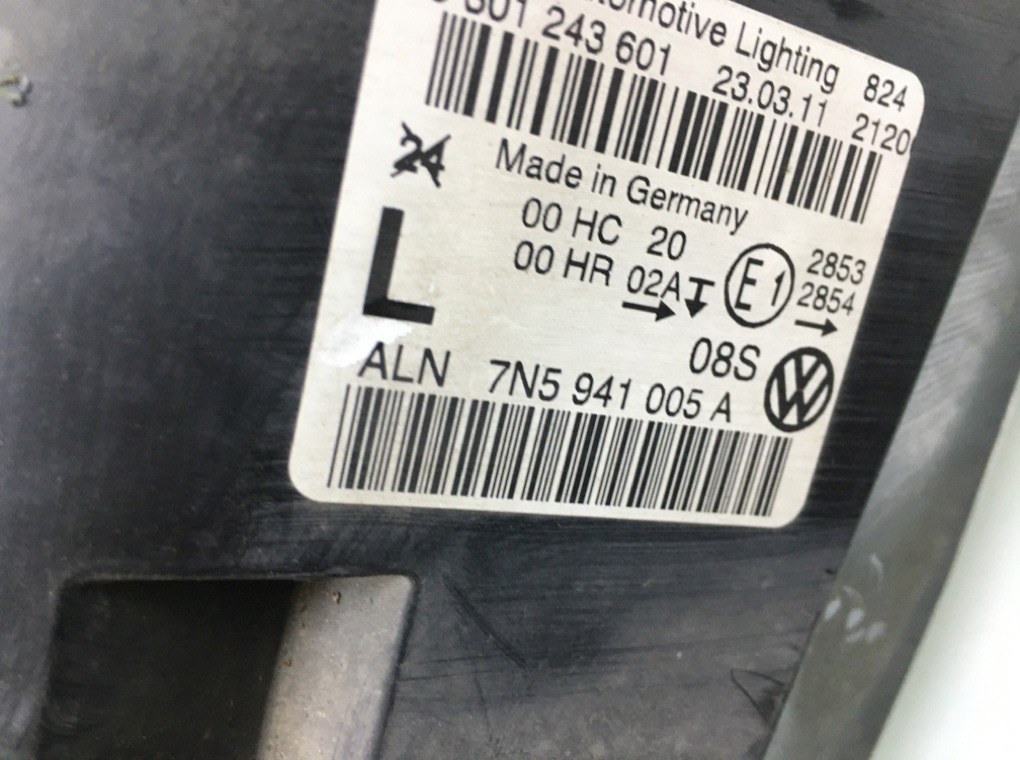 Automotive Lighting 824
301 243 601 23.03.11 2120
24 Made in Germany
L
00 HC 20
00 HR 02A E1 2853
2854
08S VW
ALN 7N5 941 005 A